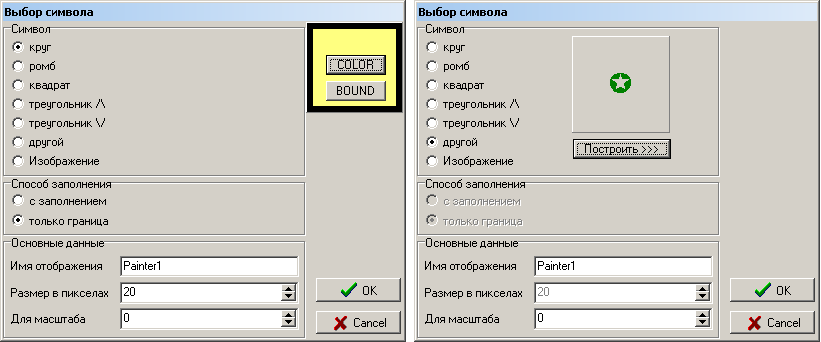 Выбор символа
Символ
круг
ромб
квадрат
треугольник /\
треугольник \/
другой
Изображение
COLOR
BOUND
Способ заполнения
с заполнением
только граница
Основные данные
Имя отображения
Painter1
Размер в пикселах
20
Для масштаба
0
OK
Cancel
Выбор символа
Символ
круг
ромб
квадрат
треугольник /\
треугольник \/
другой
Изображение
Построить >>>
Способ заполнения
с заполнением
только граница
Основные данные
Имя отображения
Painter1
Размер в пикселах
20
Для масштаба
0
OK
Cancel